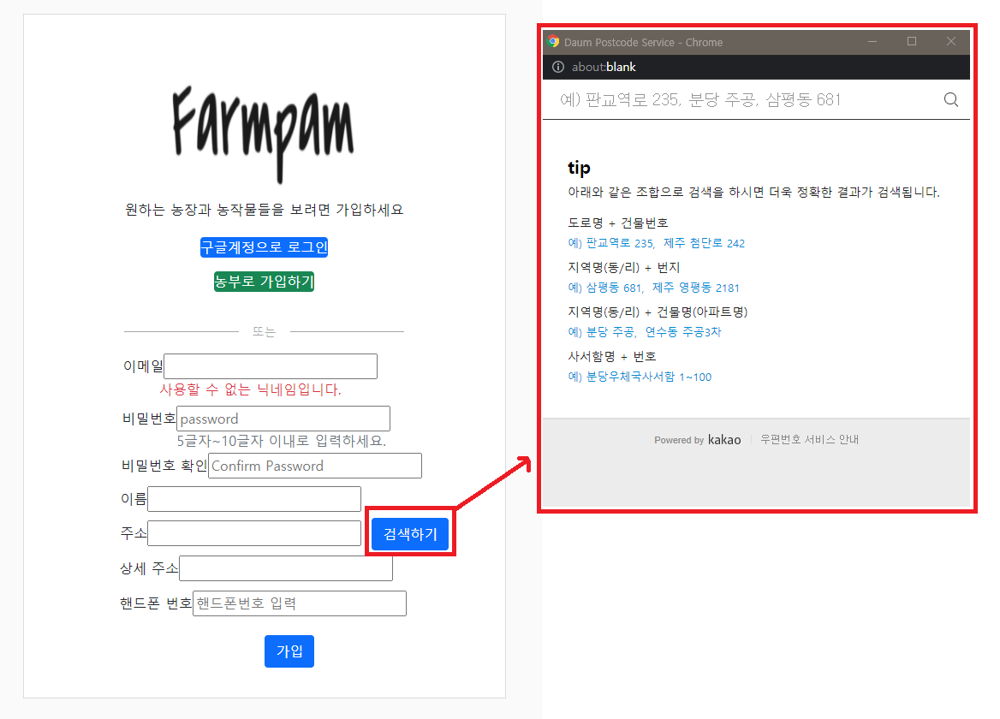 Farmpam
원하는 농장과 농작물들을 보려면 가입하세요
구글계정으로 로그인
농부로 가입하기
또는
이메일
사용할 수 없는 닉네임입니다.
비밀번호 password
5글자~10글자 이내로 입력하세요.
비밀번호 확인 Confirm Password
이름
주소 검색하기
상세 주소
핸드폰 번호 핸드폰번호 입력
가입
Daum Postcode Service - Chrome
about:blank
예) 판교역로 235, 분당 주공, 삼평동 681
tip
아래와 같은 조합으로 검색을 하시면 더욱 정확한 결과가 검색됩니다.
도로명 + 건물번호
예) 판교역로 235, 제주 첨단로 242
지역명(동/리) + 번지
예) 삼평동 681, 제주 영평동 2181
지역명(동/리) + 건물명(아파트명)
예) 분당 주공, 연수동 주공3차
사서함명 + 번호
예) 분당우체국사서함 1~100
Powered by kakao 우편번호 서비스 안내